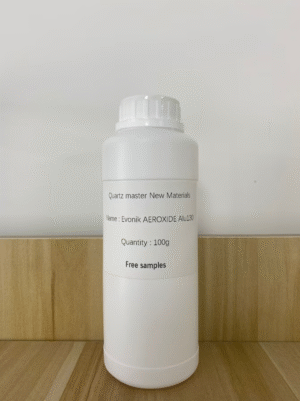 Quartz master New Materials
Name : Evonik AEROXIDE
Quantity : 100g
Free samples